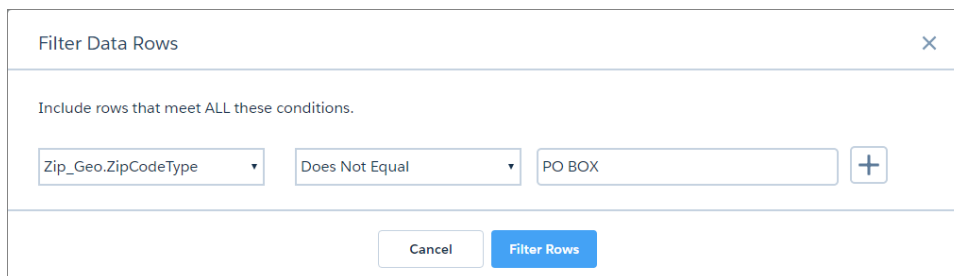 Filter Data Rows
Include rows that meet ALL these conditions.
Zip_Geo.ZipCodeType Does Not Equal PO BOX
Cancel Filter Rows